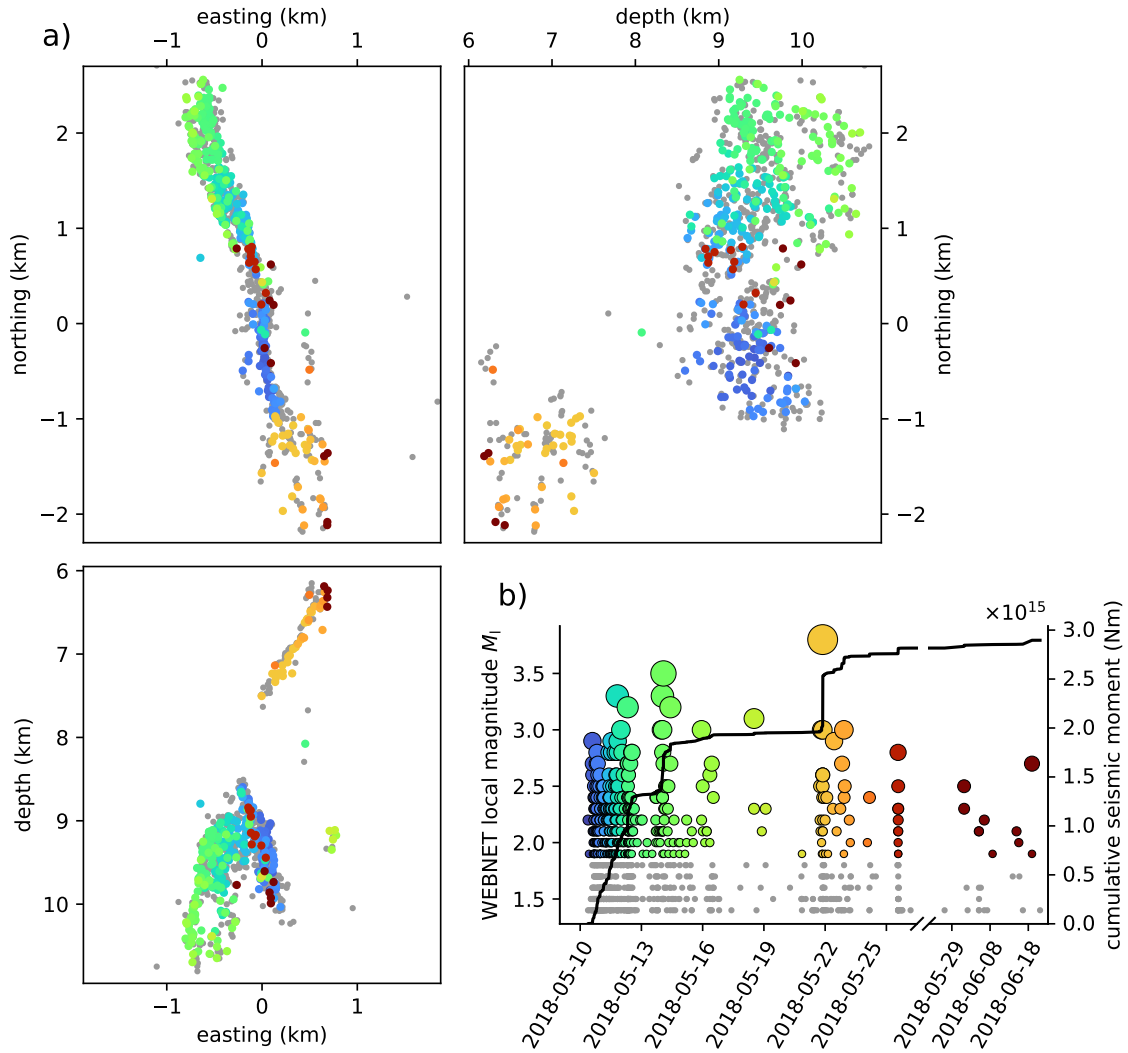 a)
easting (km)
depth (km)
−1 0 1
6 7 8 9 10
northing (km)
2
1
0
−1
−2
2
1
0
−1
−2
northing (km)
depth (km)
6
7
8
9
10
−1 0 1
easting (km)
b)
×10¹⁵
WEBNET local magnitude Mₗ
3.5
3.0
2.5
2.0
1.5
3.0
2.5
2.0
1.5
1.0
0.5
0.0
cumulative seismic moment (Nm)
2018-05-10
2018-05-13
2018-05-16
2018-05-19
2018-05-22
2018-05-25
2018-05-29
2018-06-08
2018-06-18